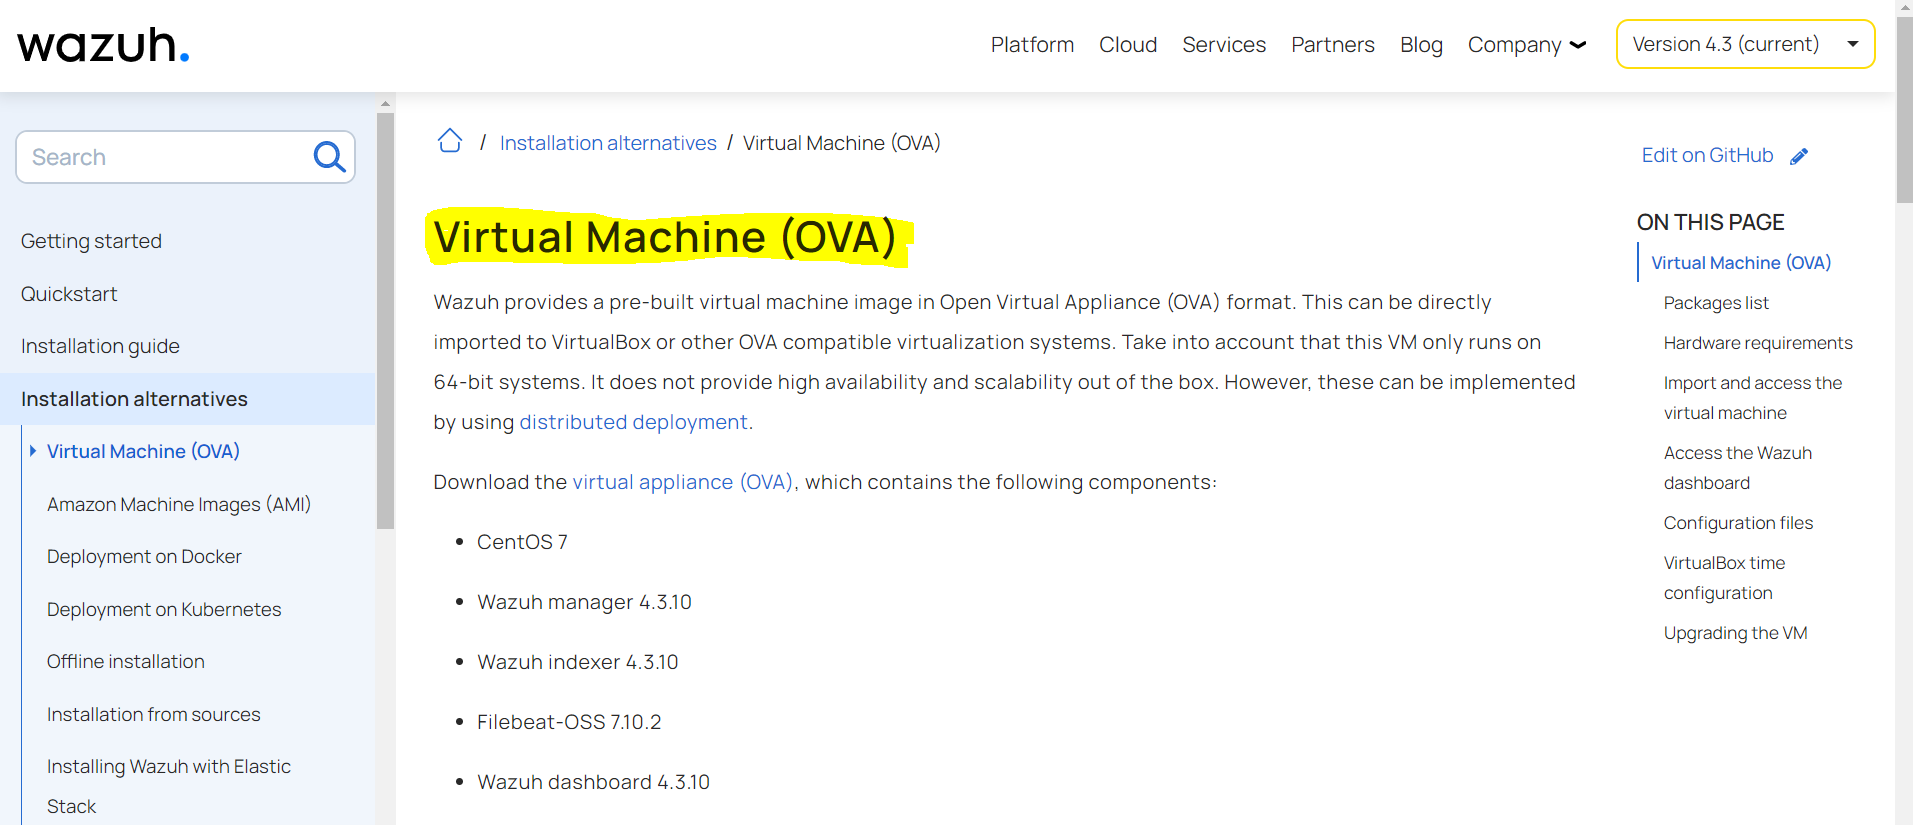 wazuh.
Platform Cloud Services Partners Blog Company Version 4.3 (current)
Search
Getting started
Quickstart
Installation guide
Installation alternatives
Virtual Machine (OVA)
Amazon Machine Images (AMI)
Deployment on Docker
Deployment on Kubernetes
Offline installation
Installation from sources
Installing Wazuh with Elastic
Stack
/ Installation alternatives / Virtual Machine (OVA)
Virtual Machine (OVA)
Wazuh provides a pre-built virtual machine image in Open Virtual Appliance (OVA) format. This can be directly
imported to VirtualBox or other OVA compatible virtualization systems. Take into account that this VM only runs on
64-bit systems. It does not provide high availability and scalability out of the box. However, these can be implemented
by using distributed deployment.
Download the virtual appliance (OVA), which contains the following components:
• CentOS 7
• Wazuh manager 4.3.10
• Wazuh indexer 4.3.10
• Filebeat-OSS 7.10.2
• Wazuh dashboard 4.3.10
Edit on GitHub
ON THIS PAGE
Virtual Machine (OVA)
Packages list
Hardware requirements
Import and access the
virtual machine
Access the Wazuh
dashboard
Configuration files
VirtualBox time
configuration
Upgrading the VM